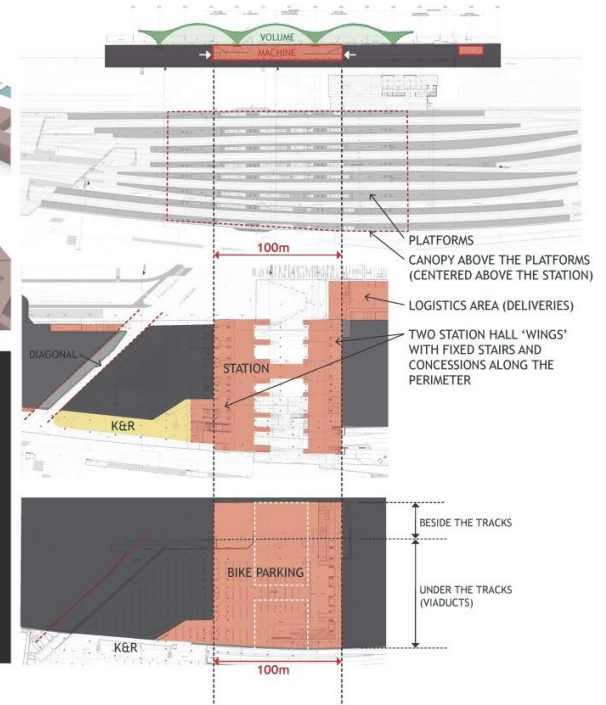 VOLUME
MACHINE
100m
PLATFORMS
CANOPY ABOVE THE PLATFORMS
(CENTERED ABOVE THE STATION)
LOGISTICS AREA (DELIVERIES)
TWO STATION HALL 'WINGS'
WITH FIXED STAIRS AND
CONCESSIONS ALONG THE
PERIMETER
DIAGONAL
STATION
K&R
BESIDE THE TRACKS
BIKE PARKING
UNDER THE TRACKS
(VIADUCTS)
K&R
100m